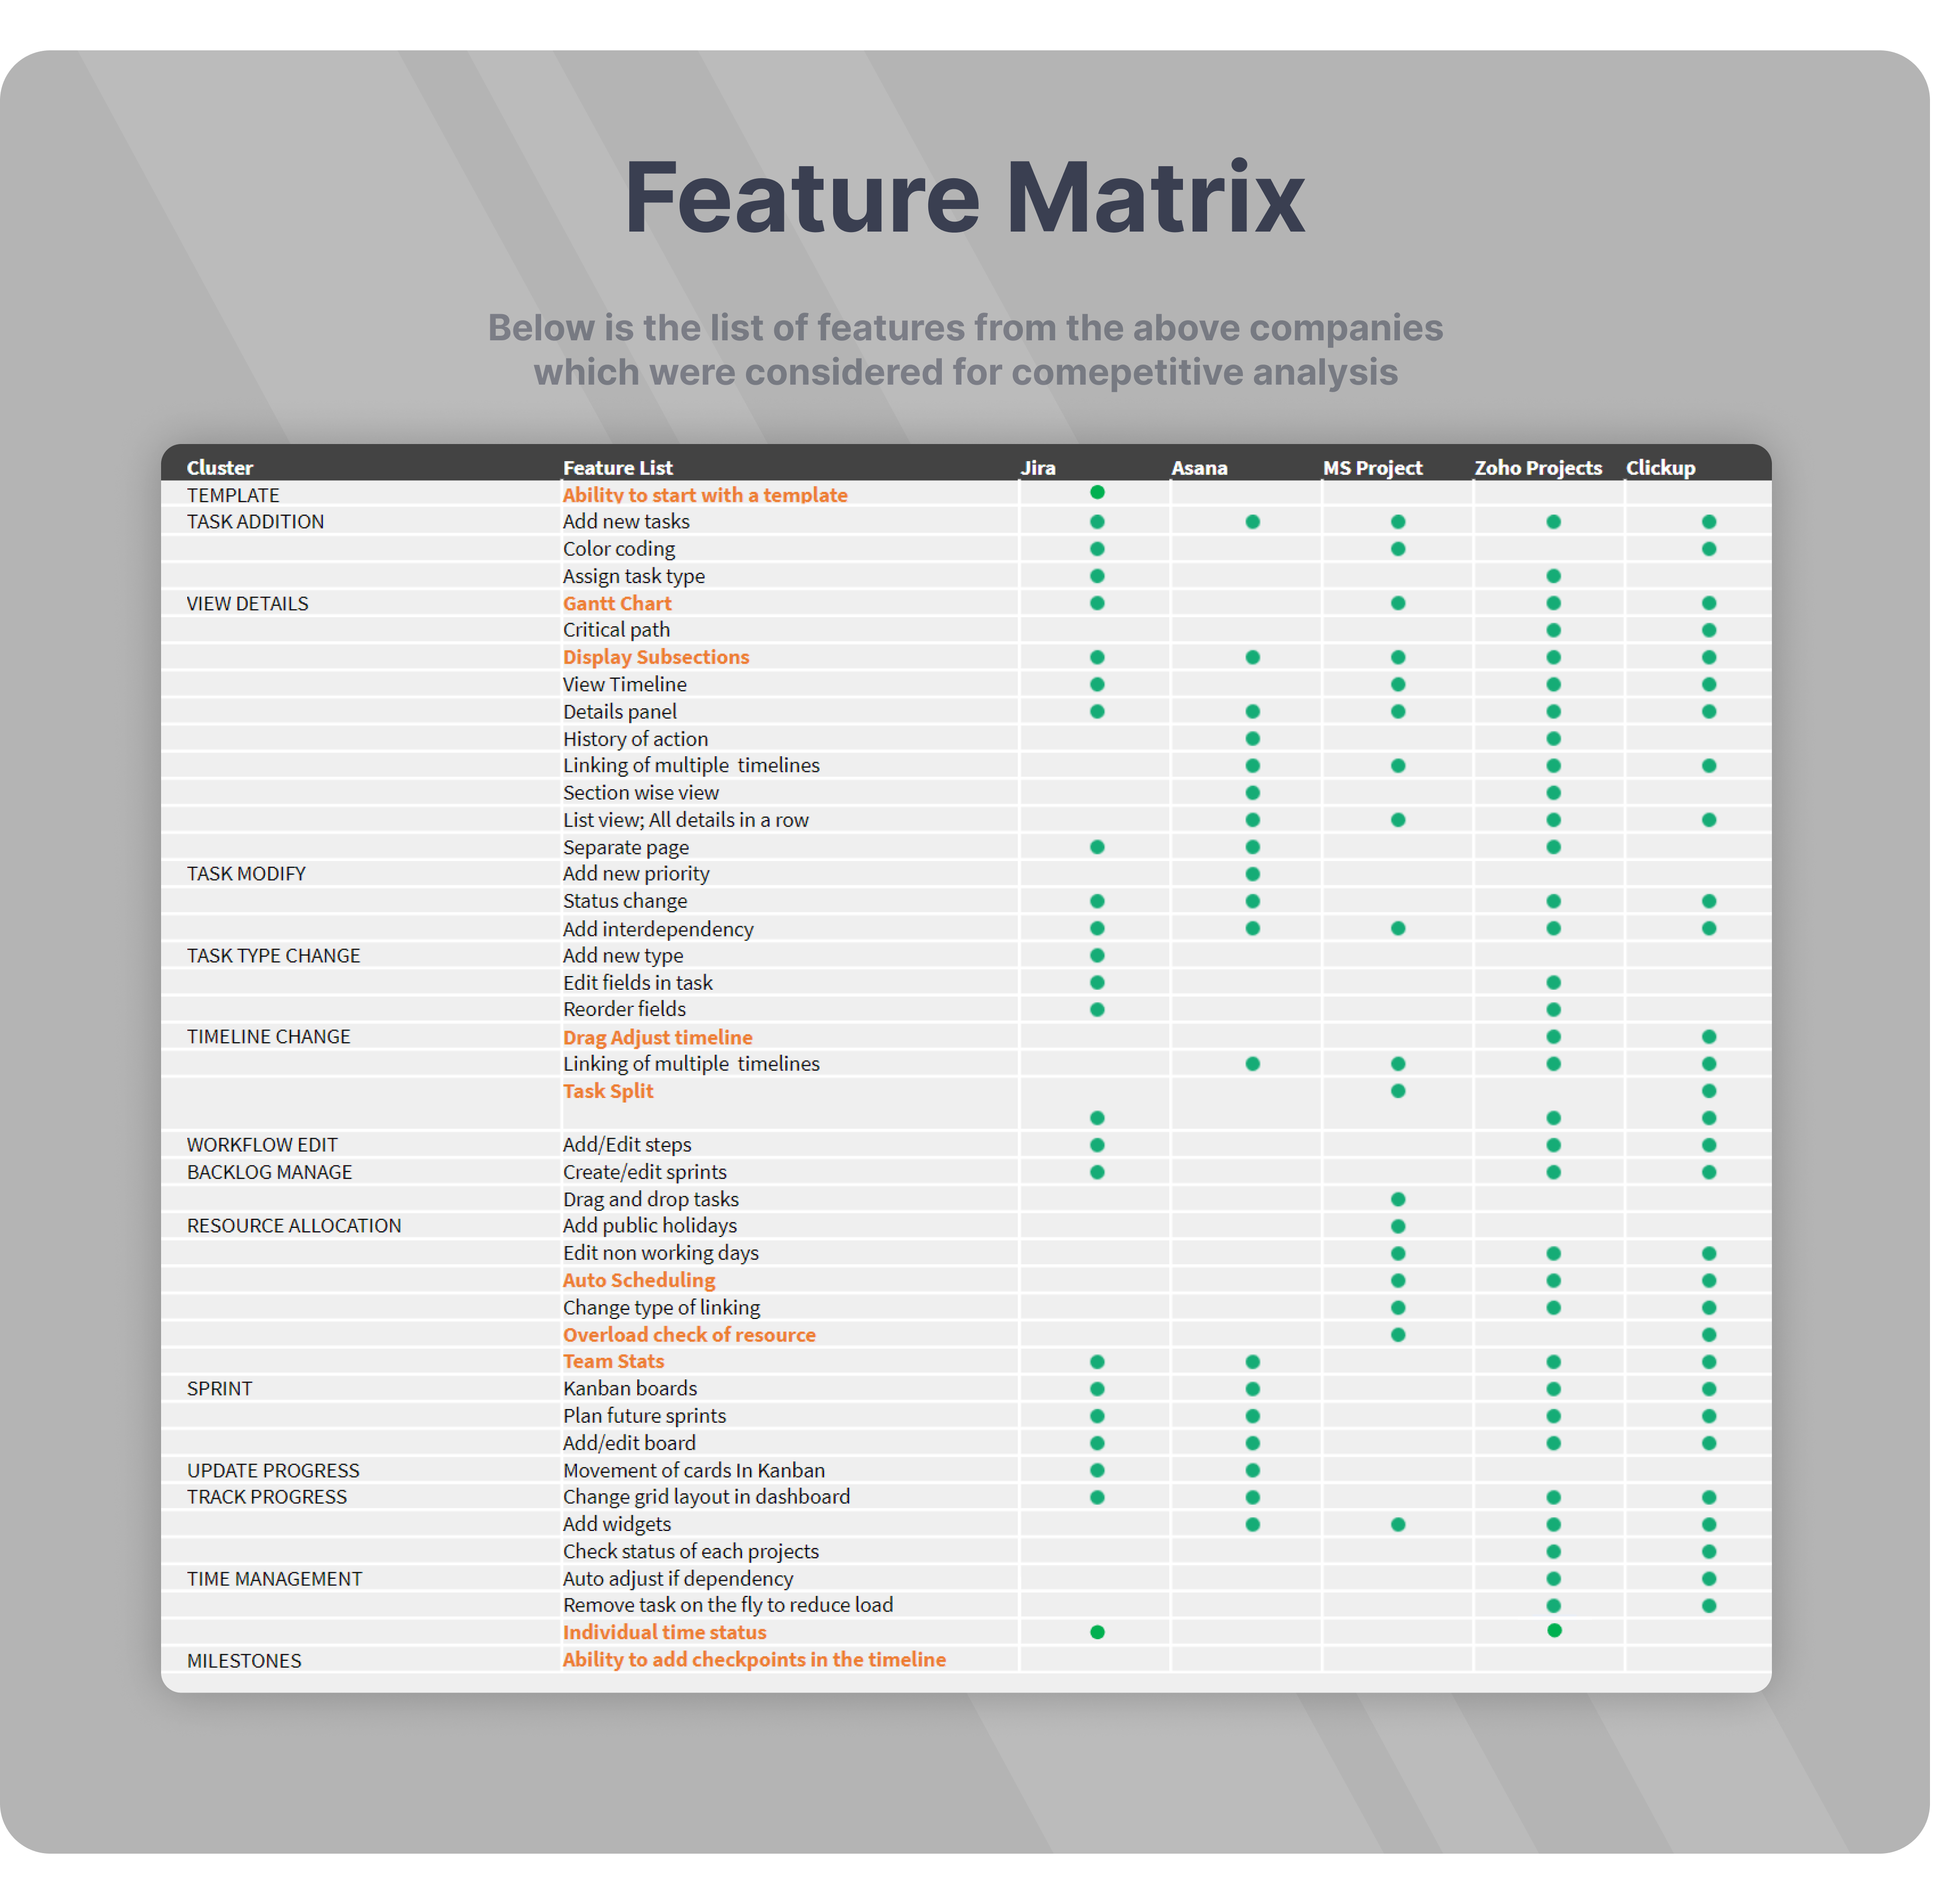 Feature Matrix
Below is the list of features from the above companies
which were considered for comepetitive analysis
Cluster Feature List Jira Asana MS Project Zoho Projects Clickup
TEMPLATE Ability to start with a template
TASK ADDITION Add new tasks
Color coding
Assign task type
VIEW DETAILS Gantt Chart
Critical path
Display Subsections
View Timeline
Details panel
History of action
Linking of multiple timelines
Section wise view
List view; All details in a row
Separate page
TASK MODIFY Add new priority
Status change
Add interdependency
TASK TYPE CHANGE Add new type
Edit fields in task
Reorder fields
TIMELINE CHANGE Drag Adjust timeline
Linking of multiple timelines
Task Split
WORKFLOW EDIT Add/Edit steps
BACKLOG MANAGE Create/edit sprints
Drag and drop tasks
RESOURCE ALLOCATION Add public holidays
Edit non working days
Auto Scheduling
Change type of linking
Overload check of resource
Team Stats
SPRINT Kanban boards
Plan future sprints
Add/edit board
UPDATE PROGRESS Movement of cards In Kanban
TRACK PROGRESS Change grid layout in dashboard
Add widgets
Check status of each projects
TIME MANAGEMENT Auto adjust if dependency
Remove task on the fly to reduce load
Individual time status
MILESTONES Ability to add checkpoints in the timeline